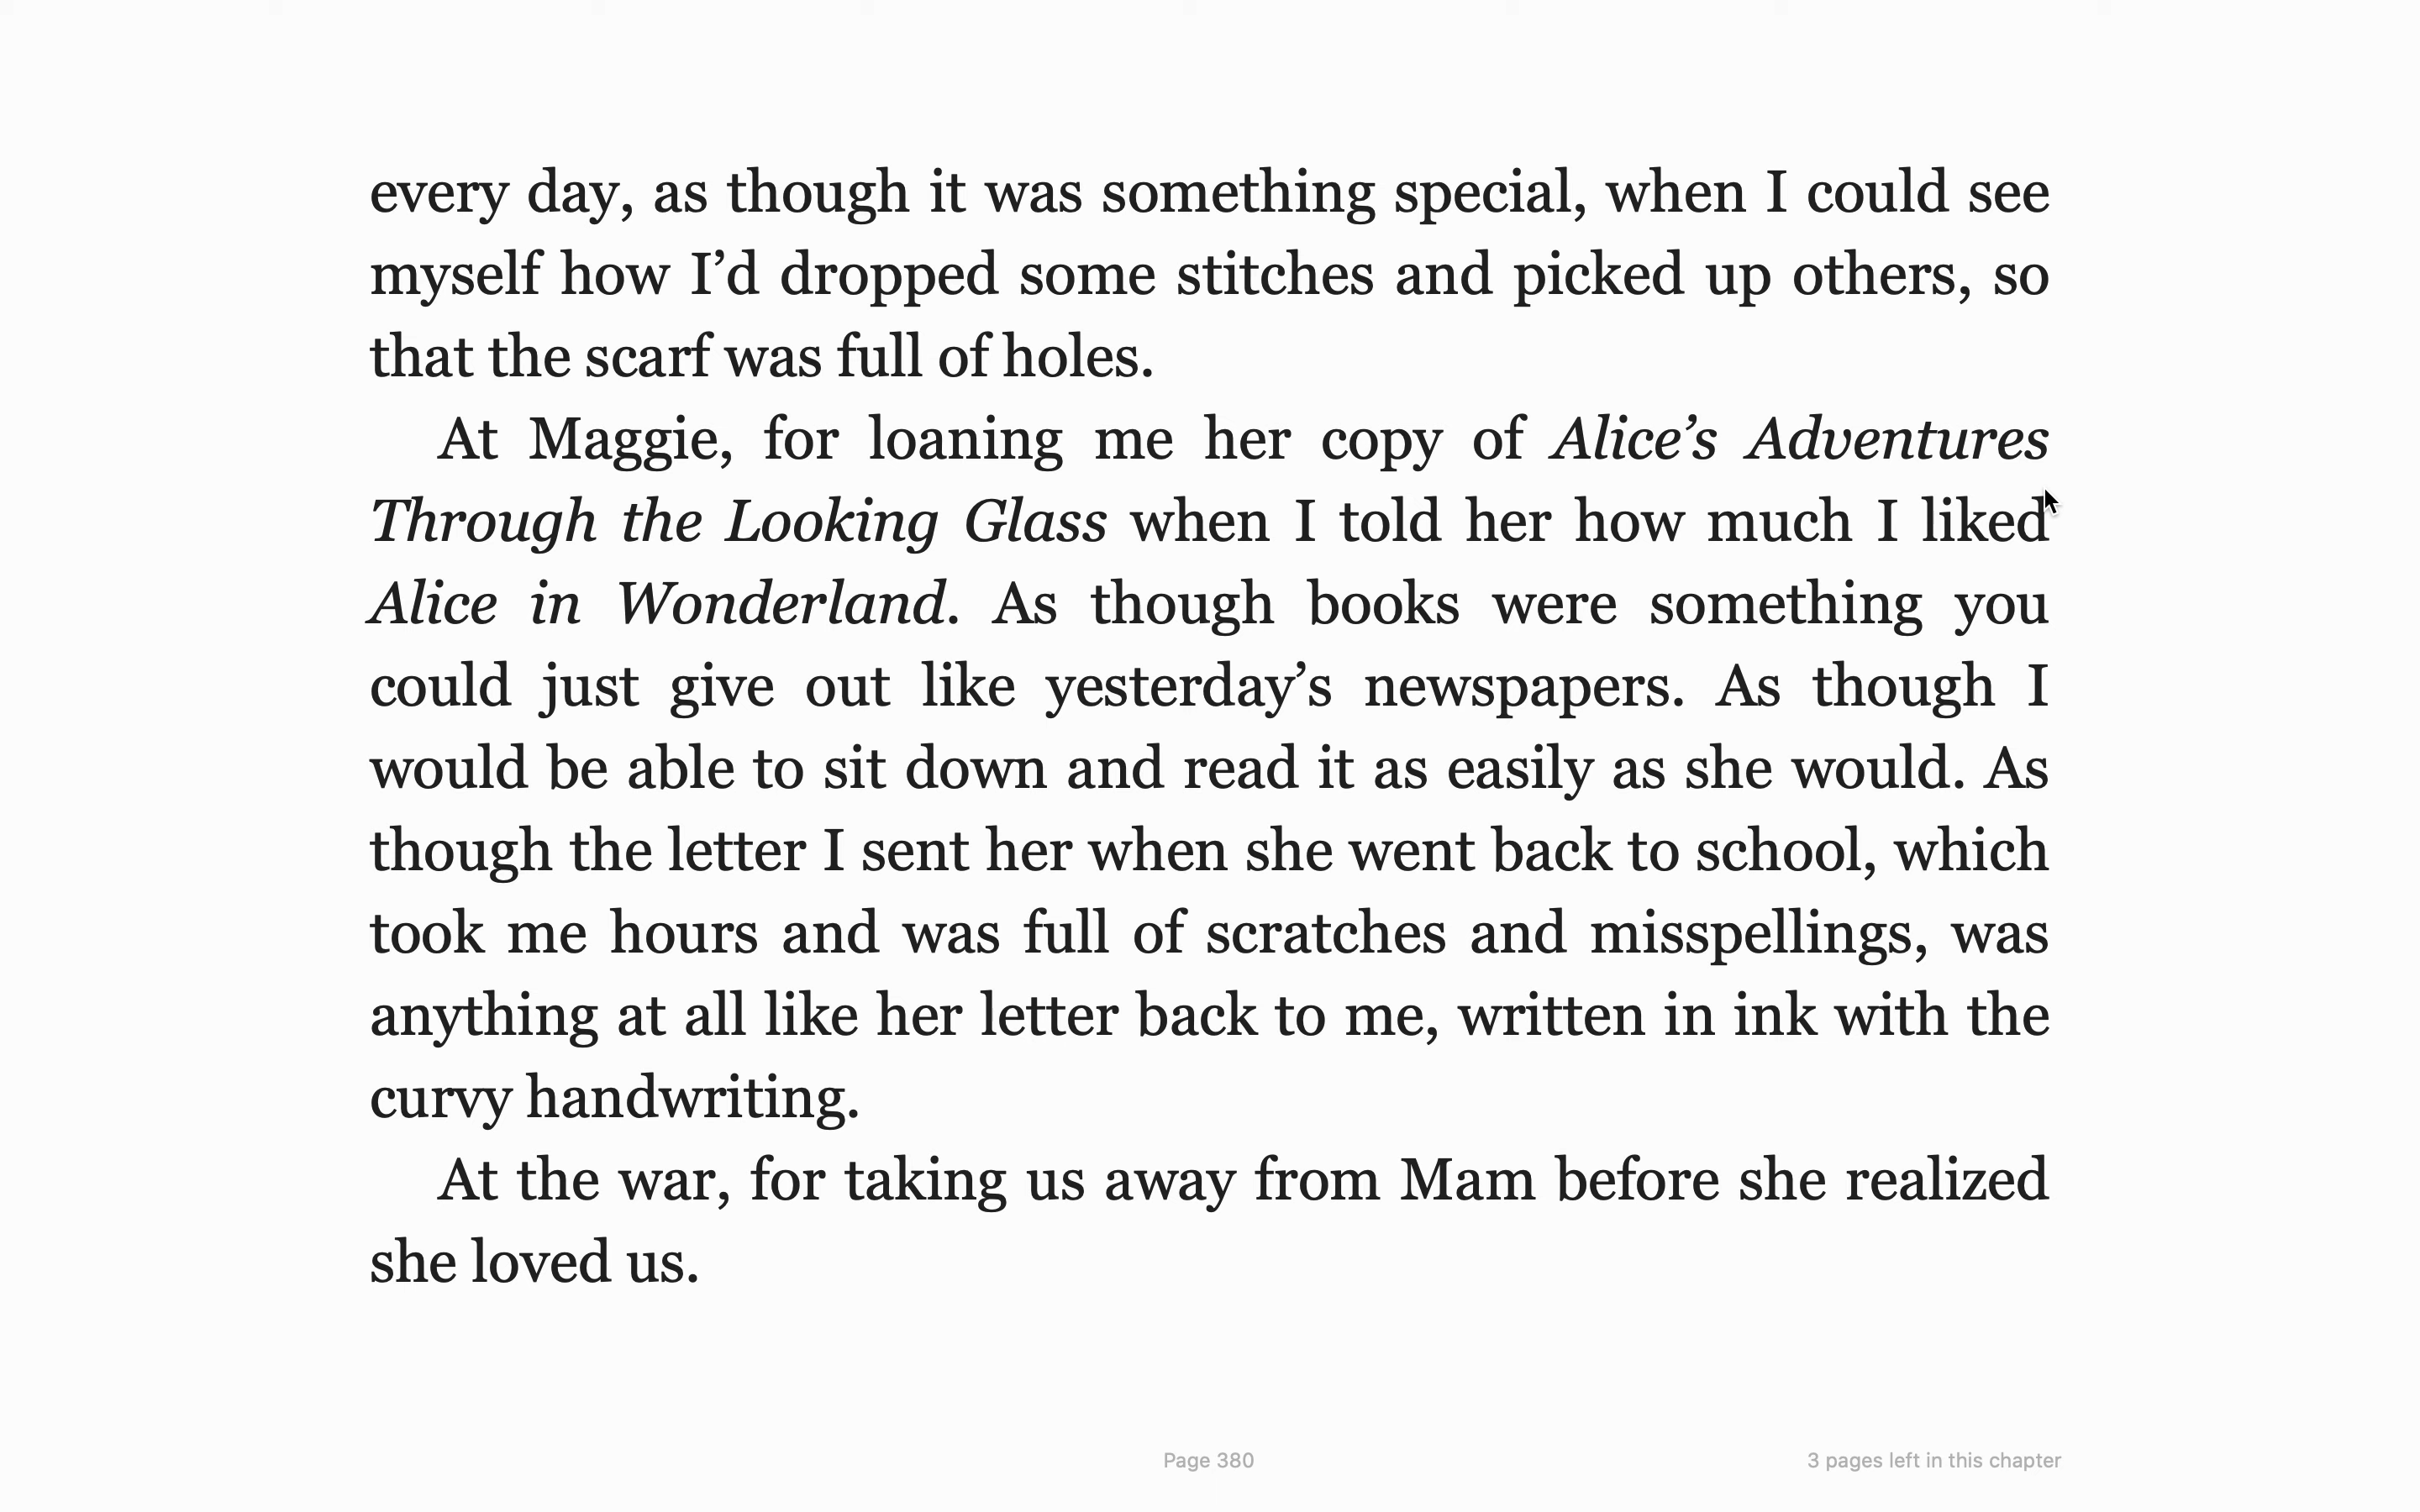 every day, as though it was something special, when I could see
myself how I’d dropped some stitches and picked up others, so
that the scarf was full of holes.
At Maggie, for loaning me her copy of Alice’s Adventures
Through the Looking Glass when I told her how much I liked
Alice in Wonderland. As though books were something you
could just give out like yesterday’s newspapers. As though I
would be able to sit down and read it as easily as she would. As
though the letter I sent her when she went back to school, which
took me hours and was full of scratches and misspellings, was
anything at all like her letter back to me, written in ink with the
curvy handwriting.
At the war, for taking us away from Mam before she realized
she loved us.
Page 380
3 pages left in this chapter